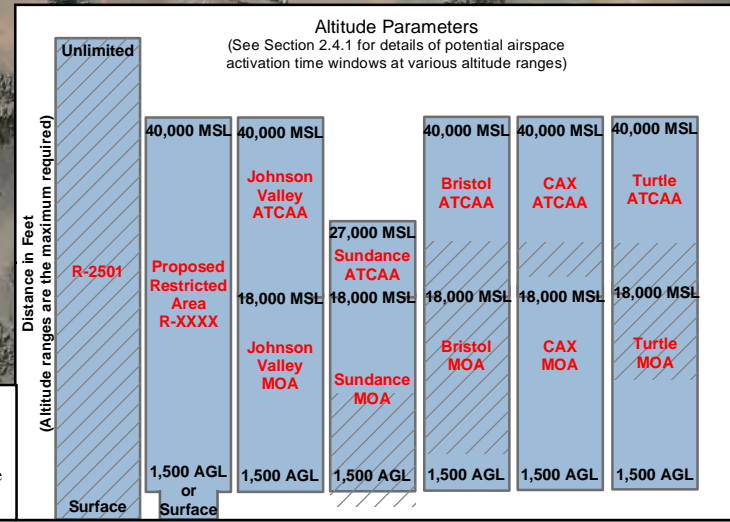 Altitude Parameters
(See Section 2.4.1 for details of potential airspace
activation time windows at various altitude ranges)
Distance in Feet
(Altitude ranges are the maximum required)
Unlimited
R-2501
Surface
40,000 MSL
Proposed
Restricted
Area
R-XXXX
1,500 AGL
or
Surface
40,000 MSL
Johnson
Valley
ATCAA
18,000 MSL
Johnson
Valley
MOA
1,500 AGL
27,000 MSL
Sundance
ATCAA
18,000 MSL
Sundance
MOA
1,500 AGL
40,000 MSL
Bristol
ATCAA
18,000 MSL
Bristol
MOA
1,500 AGL
40,000 MSL
CAX
ATCAA
18,000 MSL
CAX
MOA
1,500 AGL
40,000 MSL
Turtle
ATCAA
18,000 MSL
Turtle
MOA
1,500 AGL